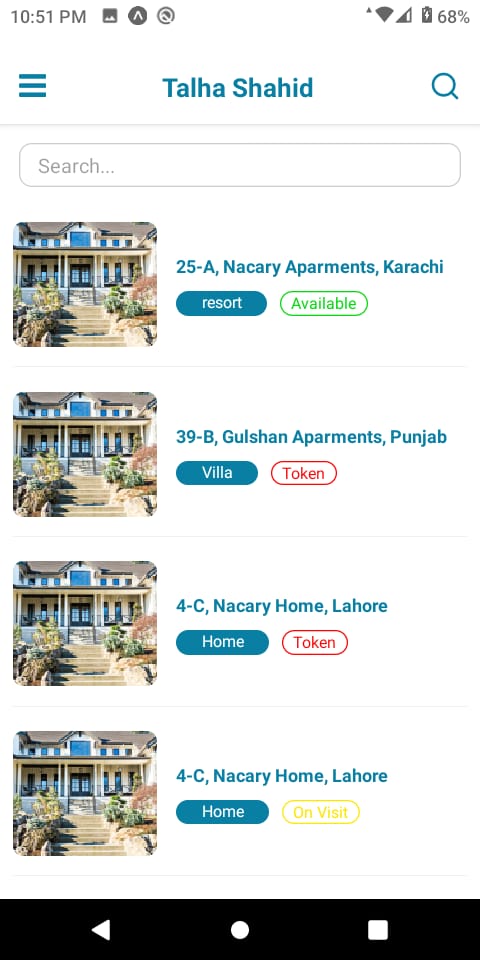 10:51 PM
68%
Talha Shahid
Search...
25-A, Nacary Aparments, Karachi
resort
Available
39-B, Gulshan Aparments, Punjab
Villa
Token
4-C, Nacary Home, Lahore
Home
Token
4-C, Nacary Home, Lahore
Home
On Visit